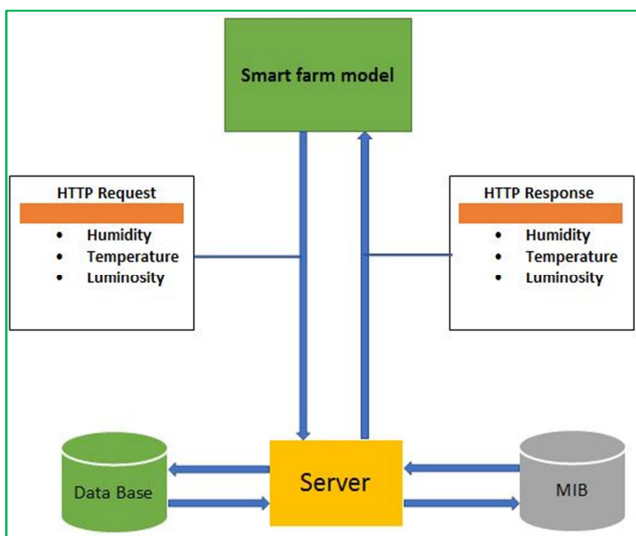 Smart farm model
HTTP Request
• Humidity
• Temperature
• Luminosity
HTTP Response
• Humidity
• Temperature
• Luminosity
Data Base
Server
MIB